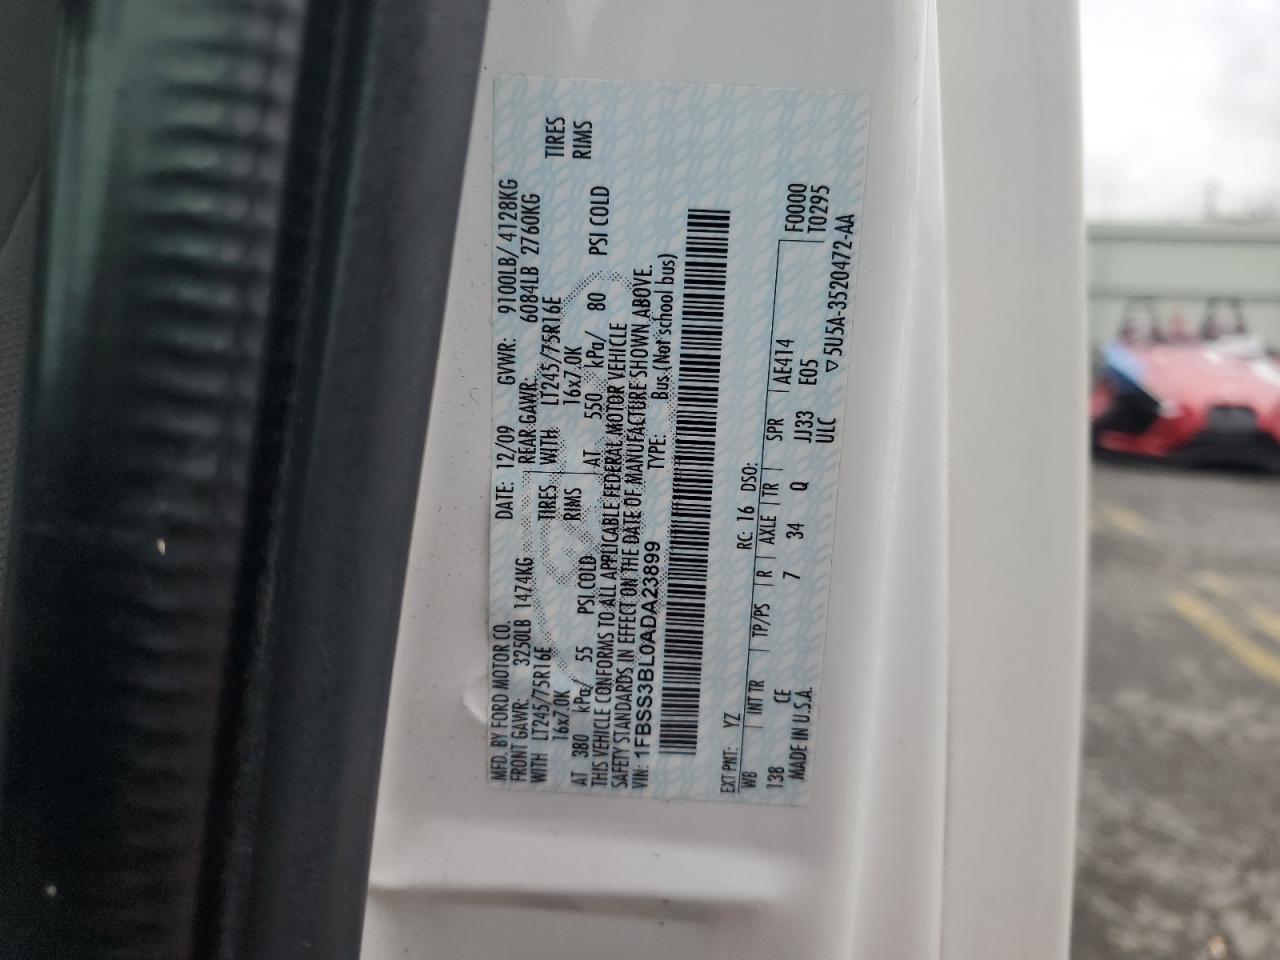 MFD. BY FORD MOTOR CO. DATE: 12/09 GVWR: 9100LB/ 4128KG
FRONT GAWR: 3250LB 1474KG REAR GAWR: 6084LB 2760KG
WITH LT245/75R16E TIRES WITH LT245/75R16E TIRES
16x7.0K RIMS 16x7.0K RIMS
AT 380 kPa/ 55 PSI COLD AT 550 kPa/ 80 PSI COLD
THIS VEHICLE CONFORMS TO ALL APPLICABLE FEDERAL MOTOR VEHICLE
SAFETY STANDARDS IN EFFECT ON THE DATE OF MANUFACTURE SHOWN ABOVE.
VIN: 1FBSS3BL0ADA23899 TYPE: Bus (Not school bus)
EXT PNT: YZ RC: 16 DSO: F0000
WB INT TR TP/PS R AXLE TR SPR AE414 T0295
138 CE 7 34 Q JJ33 E05
MADE IN U.S.A. ULC ▽5U5A-3520472-AA